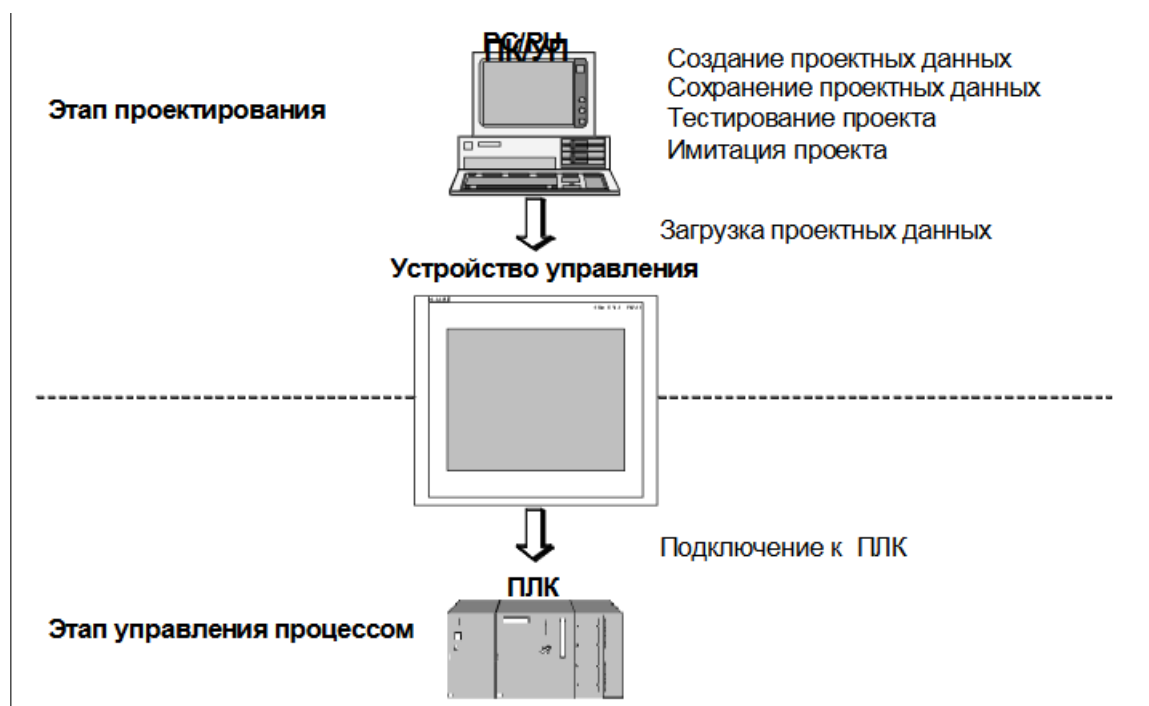 Создание проектных данных
Сохранение проектных данных
Этап проектирования
Тестирование проекта
Имитация проекта
Загрузка проектных данных
Устройство управления
Подключение к ПЛК
ПЛК
Этап управления процессом